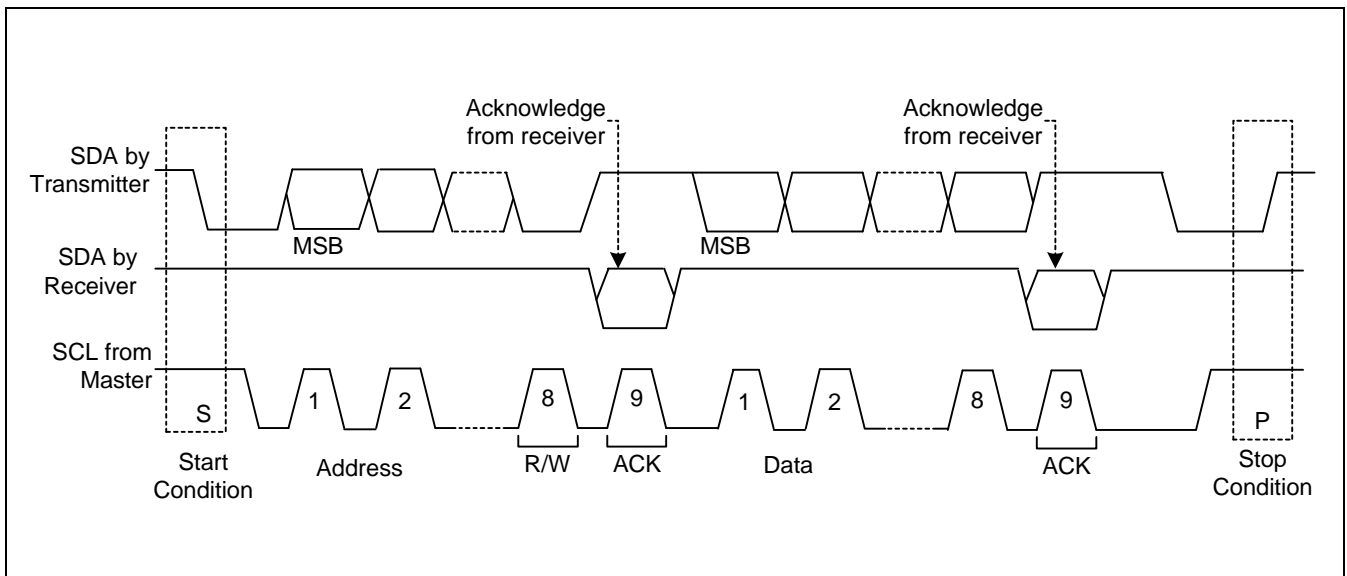 Acknowledge
from receiver
Acknowledge
from receiver
SDA by
Transmitter
MSB
MSB
SDA by
Receiver
SCL from
Master
S
1
2
8
9
1
2
8
9
P
Start
Condition
Address
R/W
ACK
Data
ACK
Stop
Condition